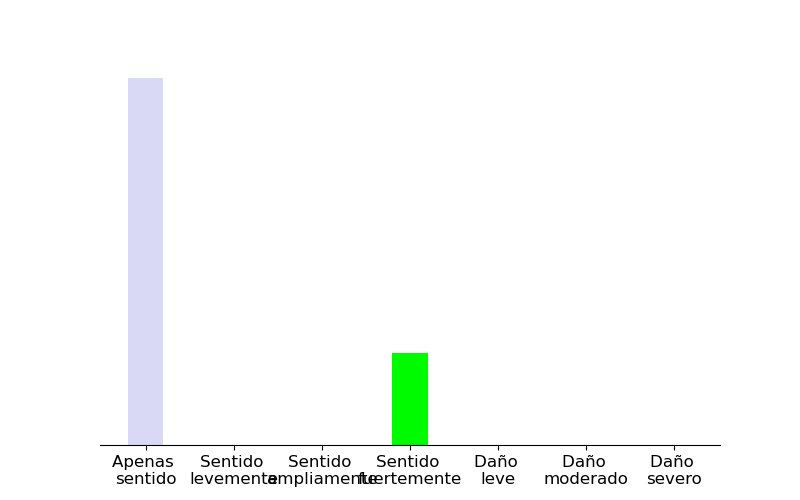 Apenas
sentido
Sentido
levemente
Sentido
ampliamente
Sentido
fuertemente
Daño
leve
Daño
moderado
Daño
severo